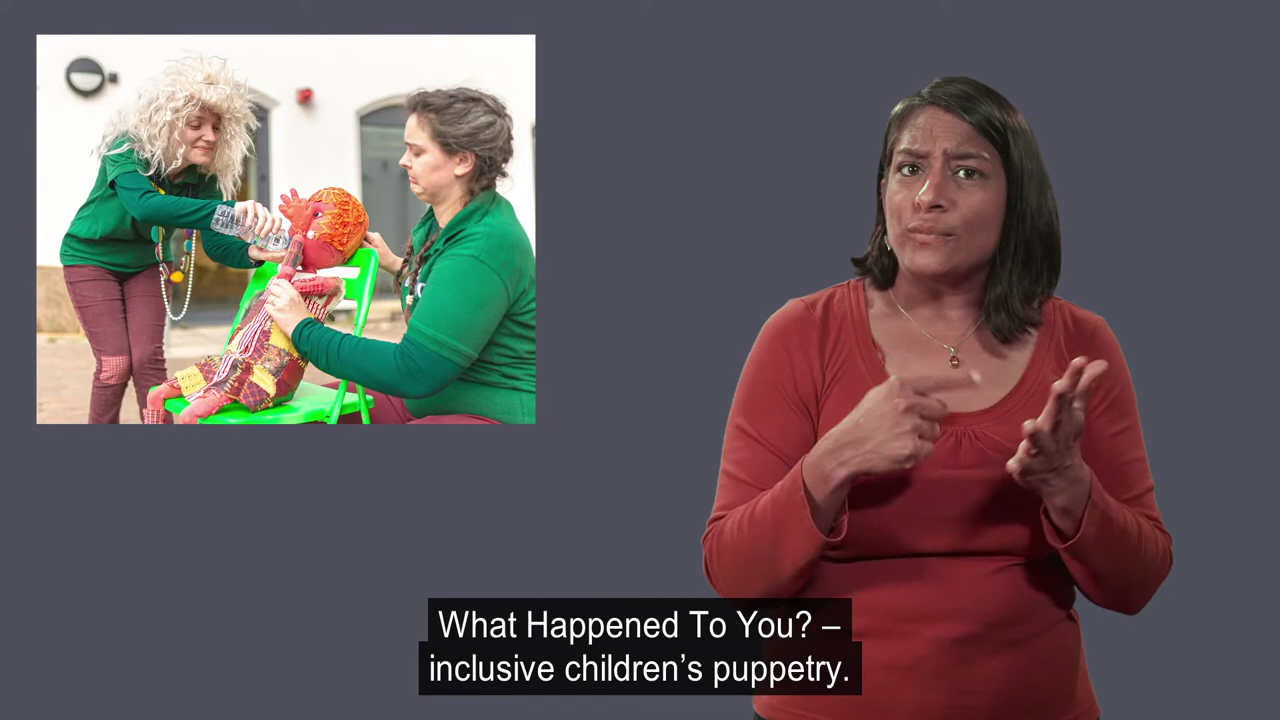 What Happened To You? –
inclusive children’s puppetry.